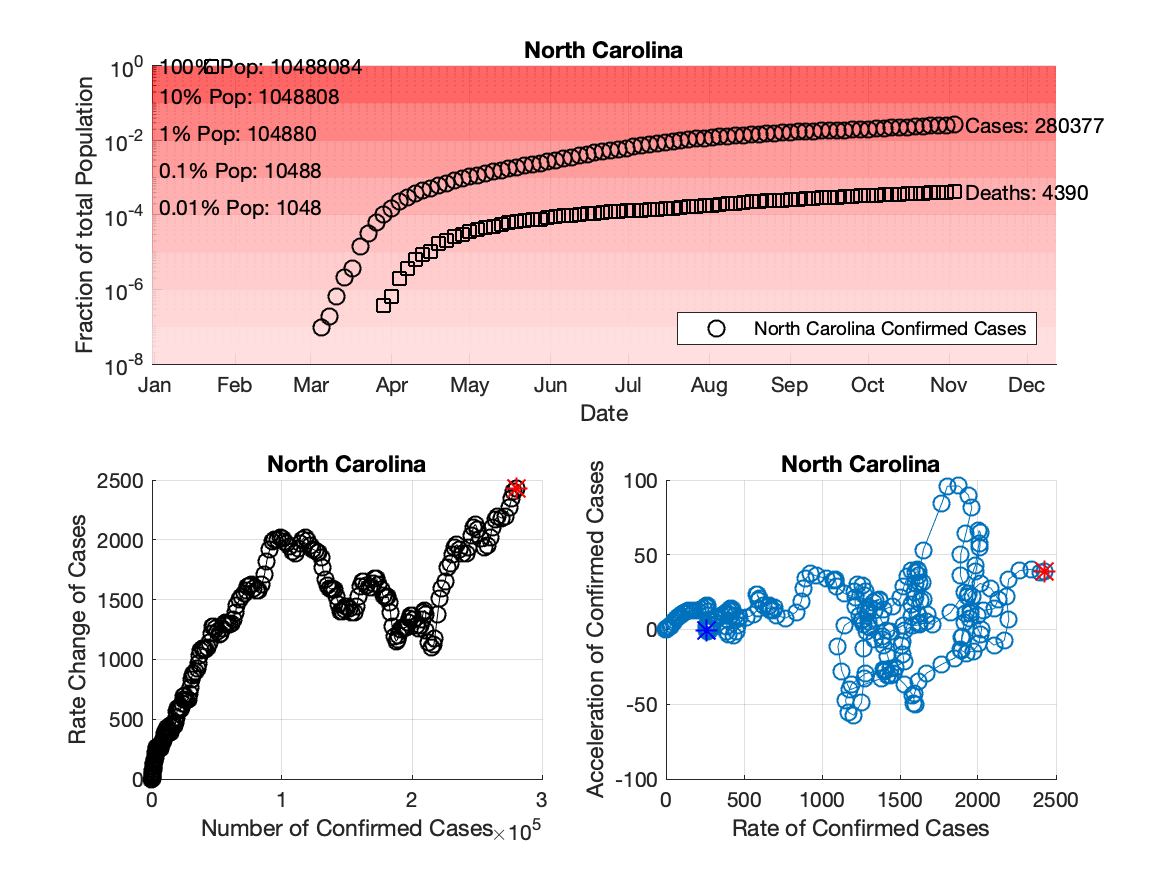 North Carolina
Fraction of total Population
10^0
10^-2
10^-4
10^-6
10^-8
100% Pop: 10488084
10% Pop: 1048808
1% Pop: 104880
0.1% Pop: 10488
0.01% Pop: 1048
Cases: 280377
Deaths: 4390
North Carolina Confirmed Cases
Jan Feb Mar Apr May Jun Jul Aug Sep Oct Nov Dec
Date
North Carolina
Rate Change of Cases
2500
2000
1500
1000
500
0
0 1 2 3
Number of Confirmed Cases ×10^5
North Carolina
Acceleration of Confirmed Cases
100
50
0
-50
-100
0 500 1000 1500 2000 2500
Rate of Confirmed Cases